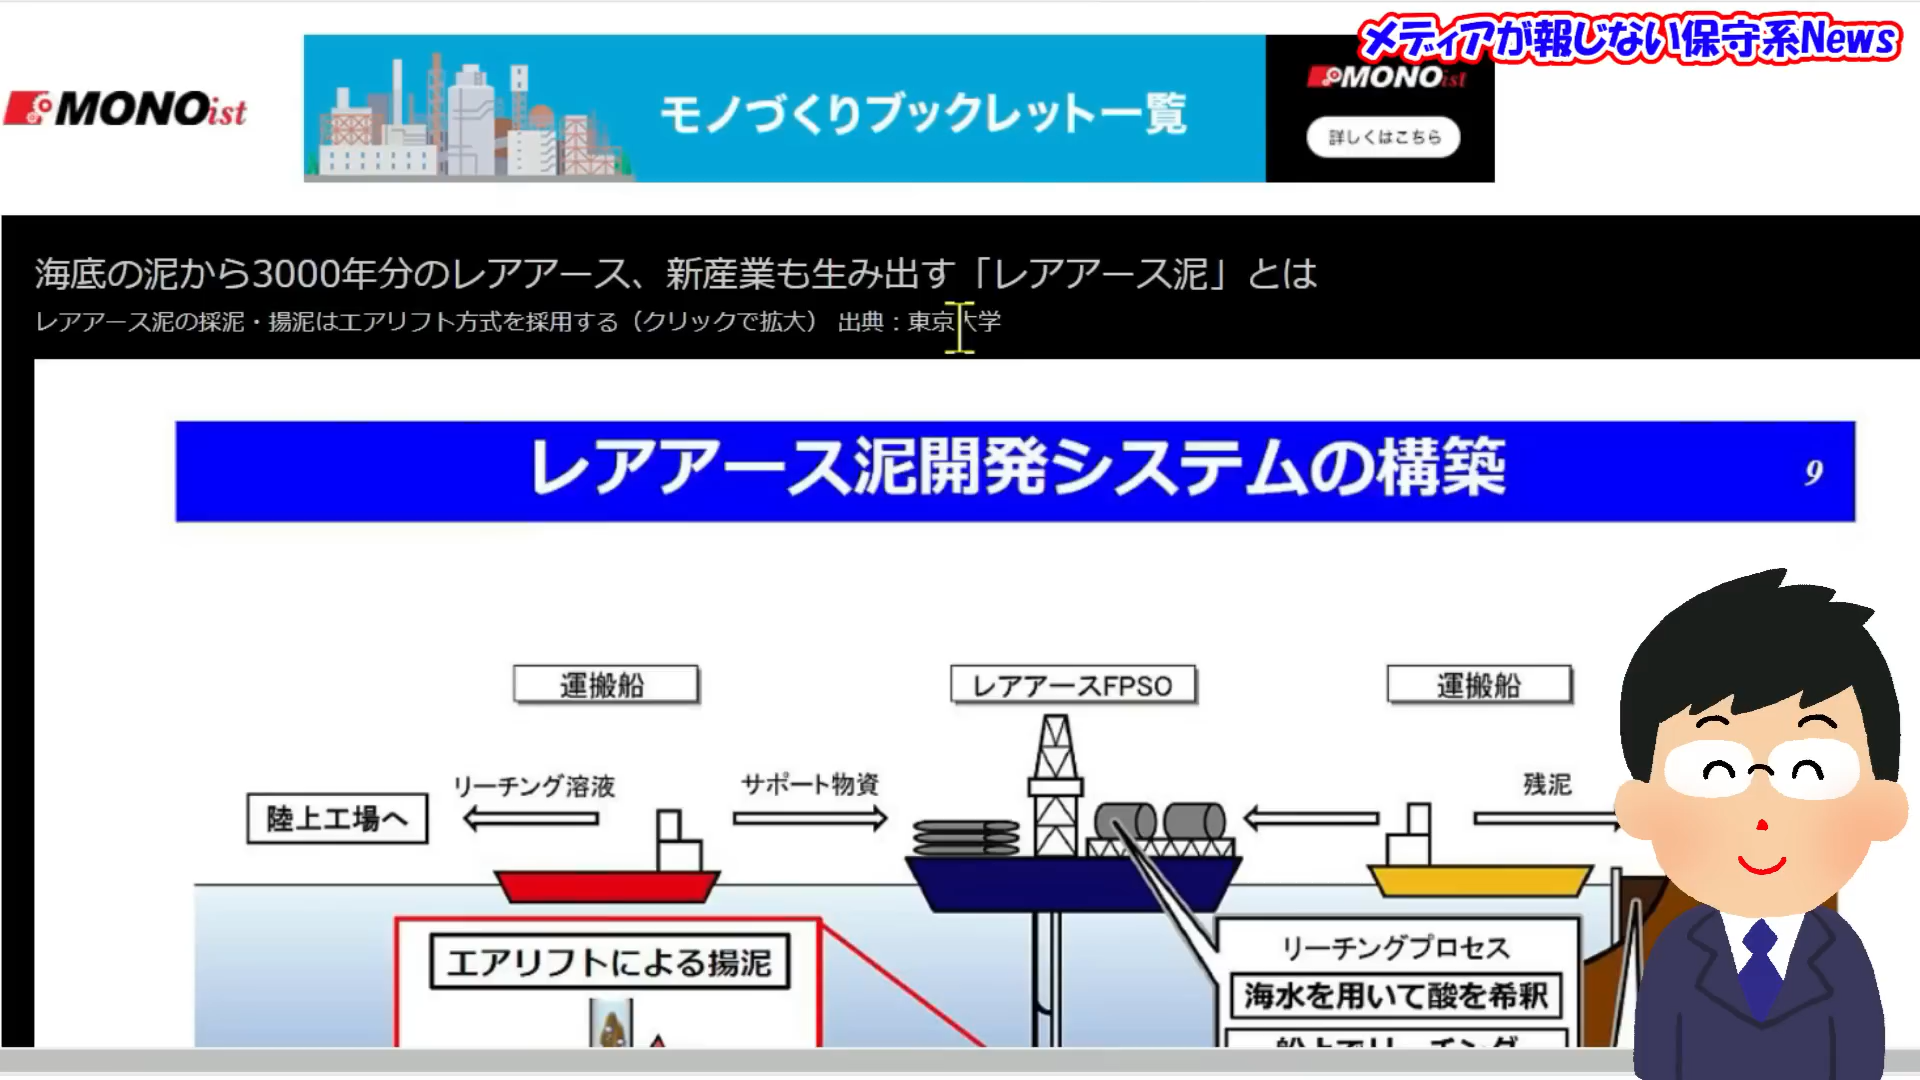 メディアが報じない保守系News
MONOist
モノづくりブックレット一覧
MONOist
詳しくはこちら
海底の泥から3000年分のレアアース、新産業も生み出す「レアアース泥」とは
レアアース泥の採泥・揚泥はエアリフト方式を採用する（クリックで拡大） 出典：東京大学
レアアース泥開発システムの構築
9
運搬船
レアアースFPSO
運搬船
リーチング溶液
サポート物資
残泥
陸上工場へ
エアリフトによる揚泥
リーチングプロセス
海水を用いて酸を希釈